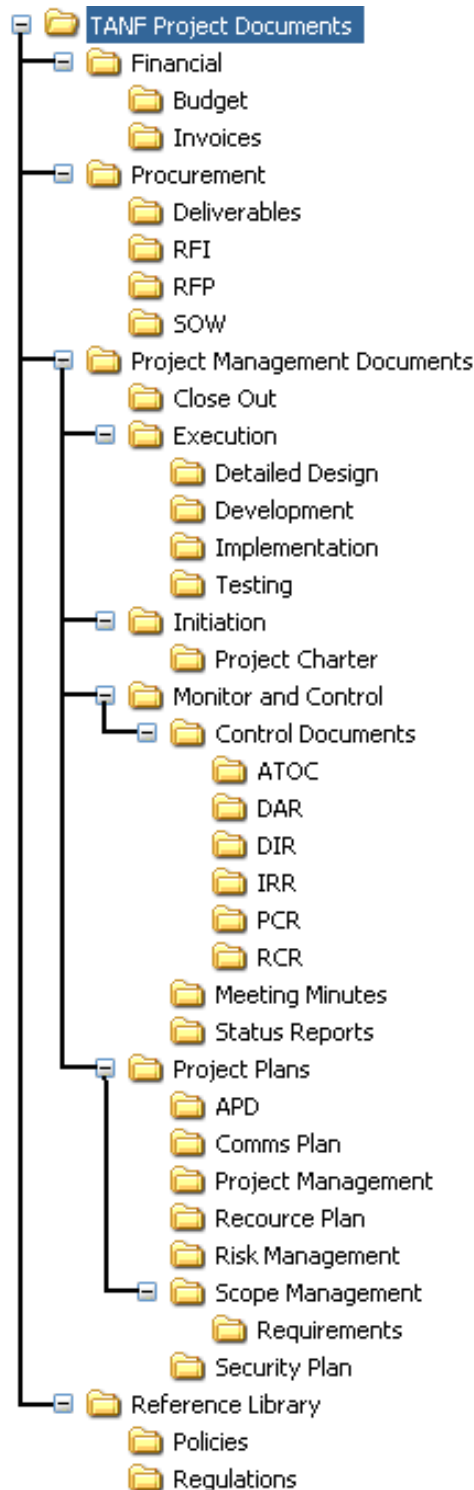 TANF Project Documents
Financial
Budget
Invoices
Procurement
Deliverables
RFI
RFP
SOW
Project Management Documents
Close Out
Execution
Detailed Design
Development
Implementation
Testing
Initiation
Project Charter
Monitor and Control
Control Documents
ATOC
DAR
DIR
IRR
PCR
RCR
Meeting Minutes
Status Reports
Project Plans
APD
Comms Plan
Project Management
Recource Plan
Risk Management
Scope Management
Requirements
Security Plan
Reference Library
Policies
Regulations